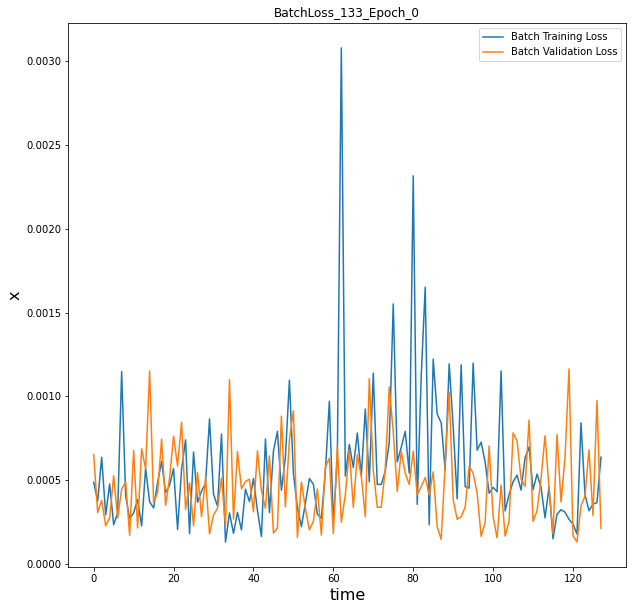 BatchLoss_133_Epoch_0
Batch Training Loss
Batch Validation Loss
0.0030
0.0025
0.0020
0.0015
0.0010
0.0005
0.0000
x
0 20 40 60 80 100 120
time